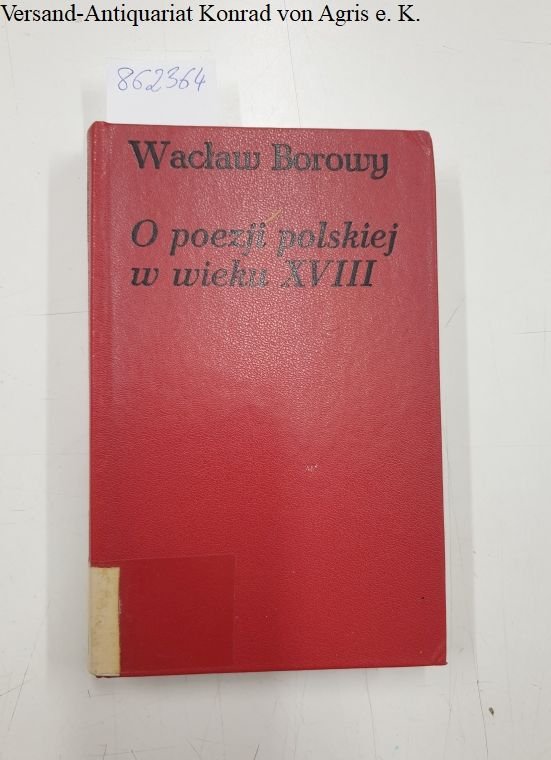 Versand-Antiquariat Konrad von Agris e. K.
862364
Wacław Borowy
O poezji polskiej
w wieku XVIII